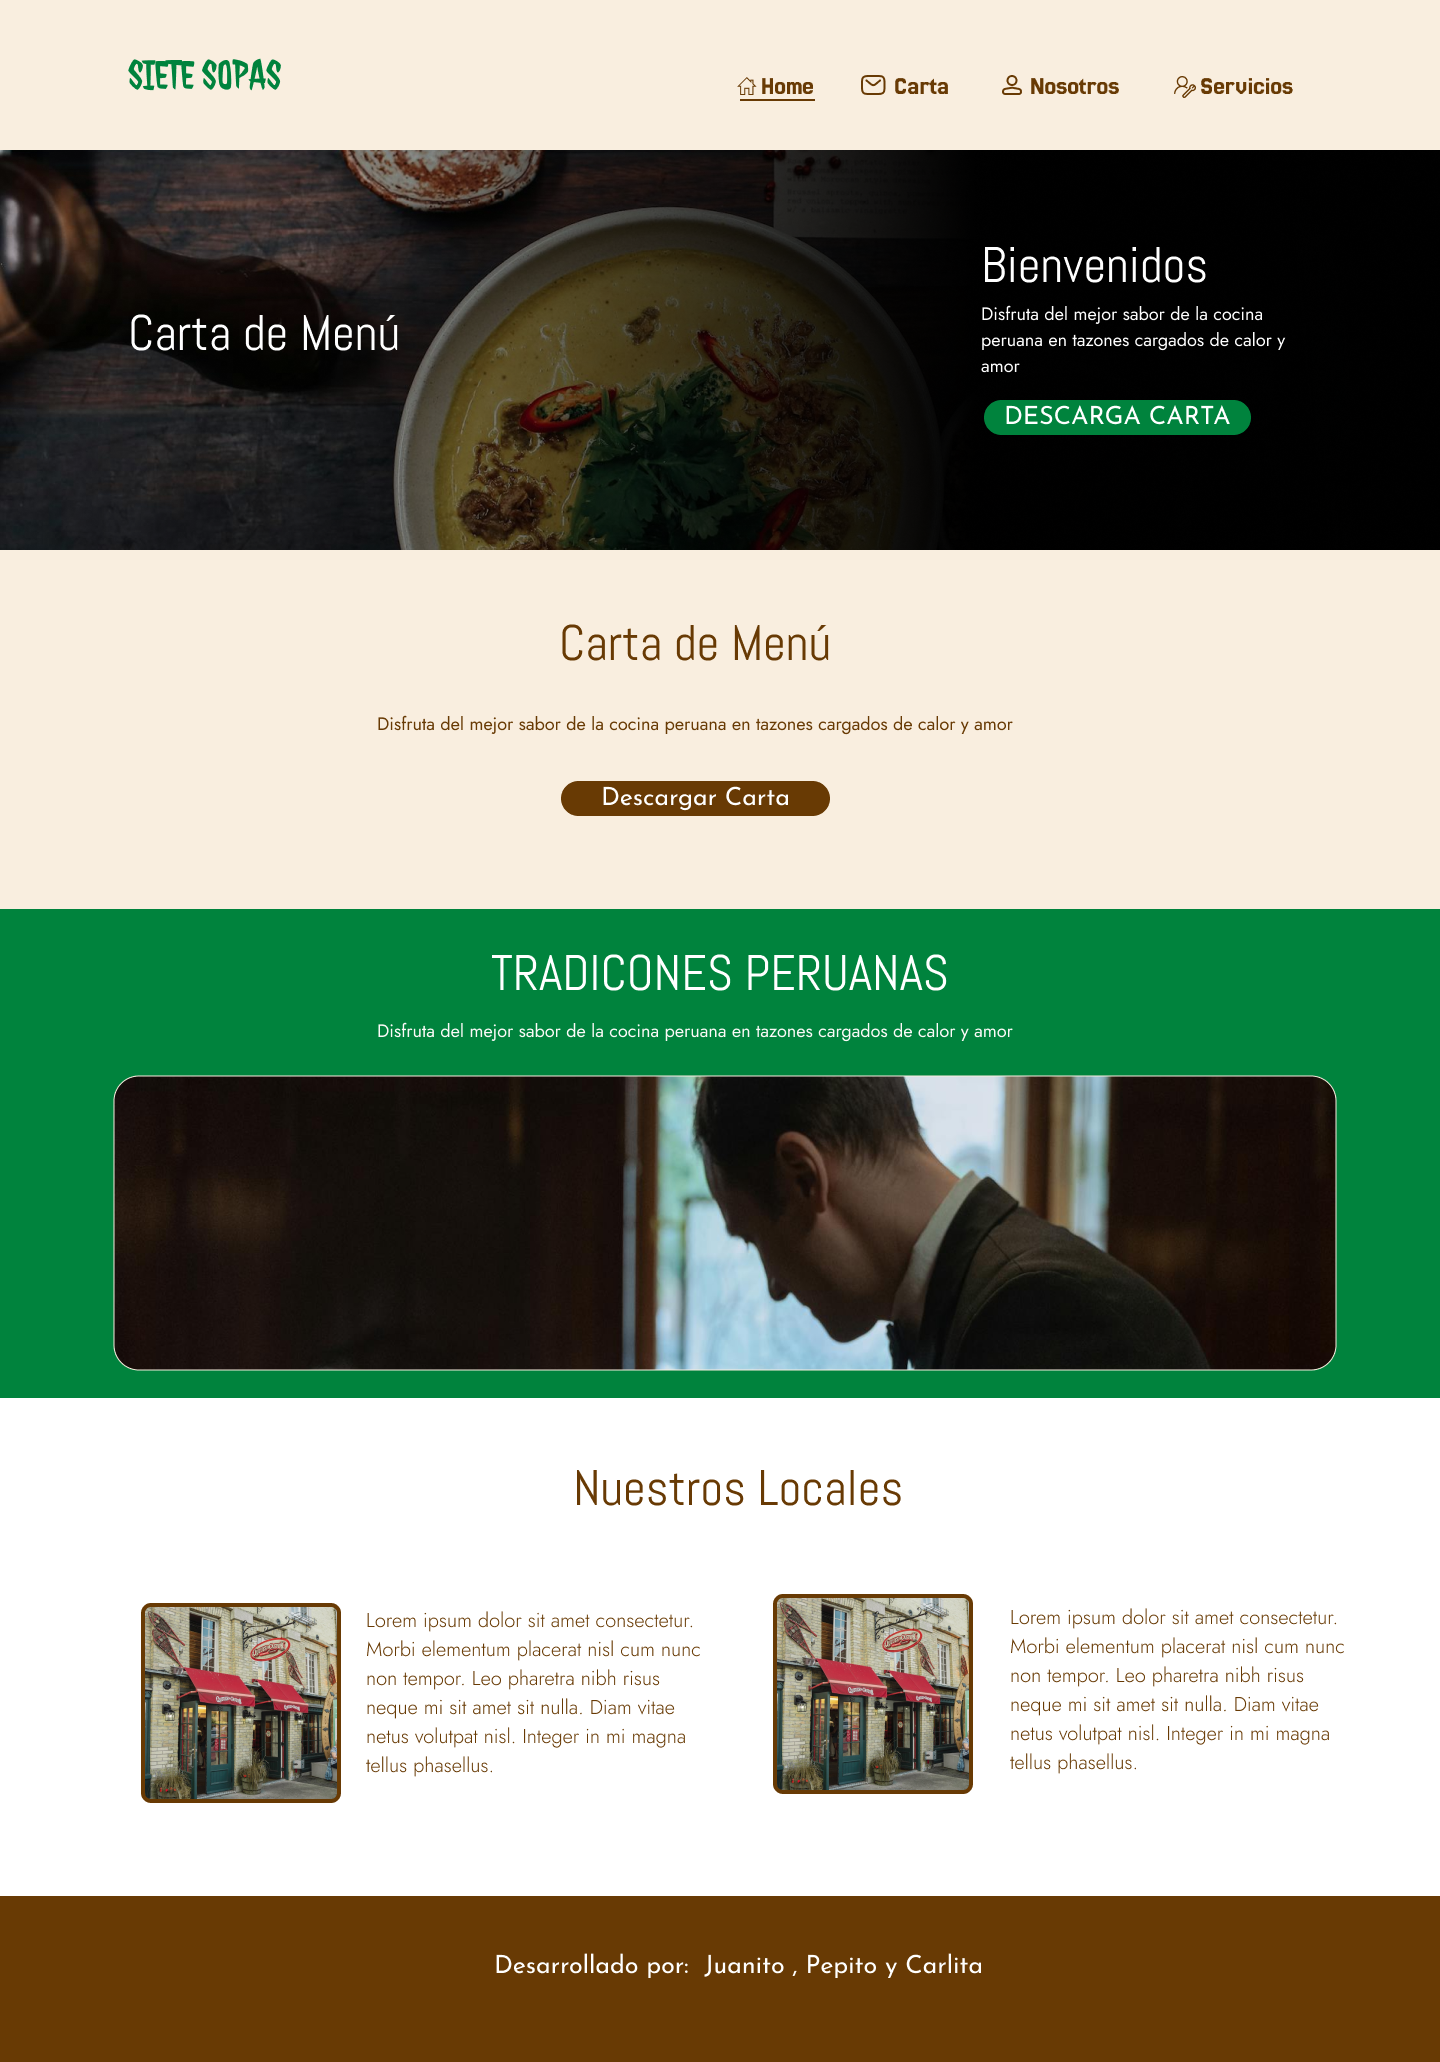 SIETE SOPAS
Home
Carta
Nosotros
Servicios
Carta de Menú
Bienvenidos
Disfruta del mejor sabor de la cocina
peruana en tazones cargados de calor y
amor
DESCARGA CARTA
Carta de Menú
Disfruta del mejor sabor de la cocina peruana en tazones cargados de calor y amor
Descargar Carta
TRADICONES PERUANAS
Disfruta del mejor sabor de la cocina peruana en tazones cargados de calor y amor
Nuestros Locales
Lorem ipsum dolor sit amet consectetur.
Morbi elementum placerat nisl cum nunc
non tempor. Leo pharetra nibh risus
neque mi sit amet sit nulla. Diam vitae
netus volutpat nisl. Integer in mi magna
tellus phasellus.
Lorem ipsum dolor sit amet consectetur.
Morbi elementum placerat nisl cum nunc
non tempor. Leo pharetra nibh risus
neque mi sit amet sit nulla. Diam vitae
netus volutpat nisl. Integer in mi magna
tellus phasellus.
Desarrollado por:  Juanito , Pepito y Carlita